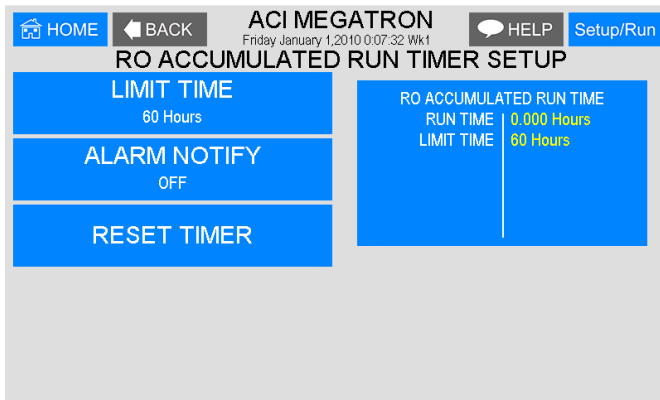 HOME
BACK
ACI MEGATRON
Friday January 1,2010 0:07:32 Wk1
HELP
Setup/Run
RO ACCUMULATED RUN TIMER SETUP
LIMIT TIME
60 Hours
ALARM NOTIFY
OFF
RESET TIMER
RO ACCUMULATED RUN TIME
RUN TIME 0.000 Hours
LIMIT TIME 60 Hours